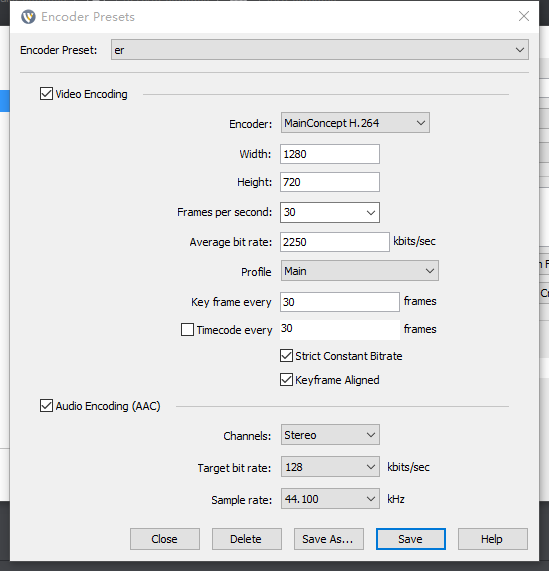 Encoder Presets
Encoder Preset: er
Video Encoding
Encoder: MainConcept H.264
Width: 1280
Height: 720
Frames per second: 30
Average bit rate: 2250 kbits/sec
Profile Main
Key frame every 30 frames
Timecode every 30 frames
Strict Constant Bitrate
Keyframe Aligned
Audio Encoding (AAC)
Channels: Stereo
Target bit rate: 128 kbits/sec
Sample rate: 44.100 kHz
Close Delete Save As... Save Help